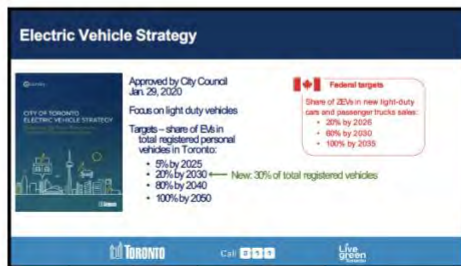 Electric Vehicle Strategy
CITY OF TORONTO
ELECTRIC VEHICLE STRATEGY
Approved by City Council
Jan. 29, 2020
Focus on light duty vehicles
Targets – share of EVs in
total registered personal
vehicles in Toronto:
• 5% by 2025
• 20% by 2030 ← New: 30% of total registered vehicles
• 80% by 2040
• 100% by 2050
Federal targets
Share of ZEVs in new light-duty
cars and passenger trucks sales:
• 20% by 2026
• 60% by 2030
• 100% by 2035
TORONTO
Call 311
Live
green
Toronto